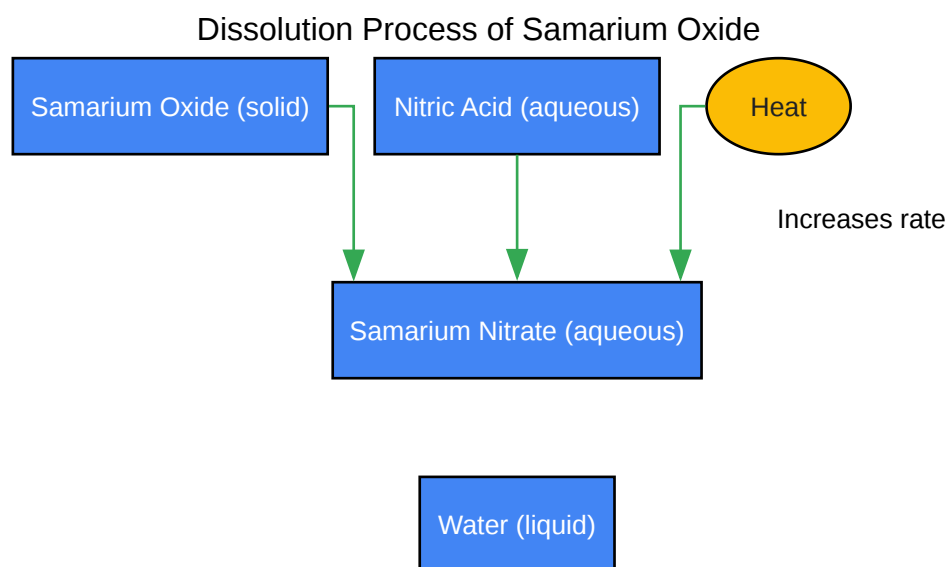 Dissolution Process of Samarium Oxide
Samarium Oxide (solid)
Nitric Acid (aqueous)
Heat
Increases rate
Samarium Nitrate (aqueous)
Water (liquid)